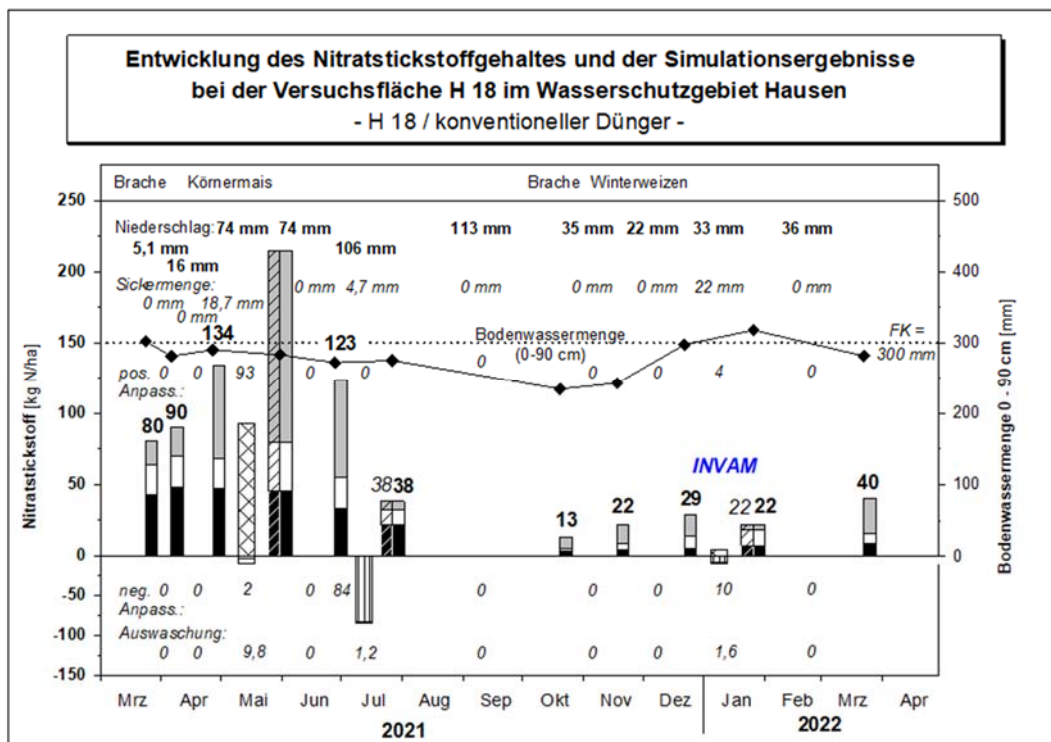 Entwicklung des Nitratstickstoffgehaltes und der Simulationsergebnisse
bei der Versuchsfläche H 18 im Wasserschutzgebiet Hausen
- H 18 / konventioneller Dünger -
Brache Körnermais Brache Winterweizen
250 500
Niederschlag: 74 mm 74 mm 113 mm 35 mm 22 mm 33 mm 36 mm
5,1 mm 106 mm
16 mm
200 400
Sickermenge: 0 mm 4,7 mm 0 mm 0 mm 0 mm 22 mm 0 mm
0 mm 18,7 mm
0 mm
134 123 Bodenwassermenge FK =
150 300
(0-90 cm) 300 mm
pos. 0 0 93 0 0 0 0 0 4 0
Anpass.:
100 200
80 90
INVAM
50 100
38 38 13 22 29 22 22 40
0 0
neg. 0 0 2 0 84 0 0 0 10 0
-50
Anpass.:
-100
Auswaschung:
0 0 9,8 0 1,2 0 0 0 1,6 0
-150
Nitratstickstoff [kg N/ha]
Bodenwassermenge 0 - 90 cm [mm]
Mrz Apr Mai Jun Jul Aug Sep Okt Nov Dez Jan Feb Mrz Apr
2021 2022